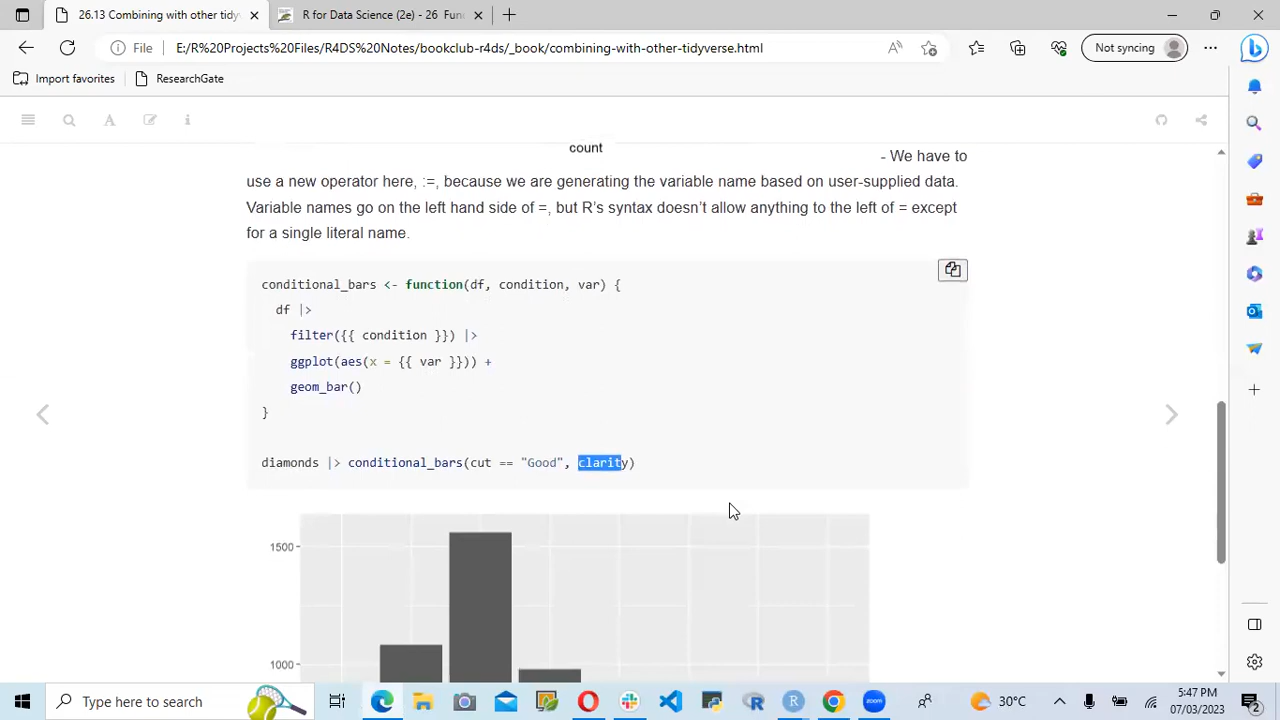 26.13 Combining with other tidy
R for Data Science (2e) - 26 Fun
File
E:/R%20Projects%20Files/R4DS%20Notes/bookclub-r4ds/_book/combining-with-other-tidyverse.html
Not syncing
Import favorites
ResearchGate
count
- We have to
use a new operator here, :=, because we are generating the variable name based on user-supplied data.
Variable names go on the left hand side of =, but R's syntax doesn't allow anything to the left of = except
for a single literal name.
conditional_bars <- function(df, condition, var) {
df |>
filter({{ condition }}) |>
ggplot(aes(x = {{ var }})) +
geom_bar()
}
diamonds |> conditional_bars(cut == "Good", clarity)
1500
1000
Type here to search
30°C
5:47 PM
07/03/2023
2